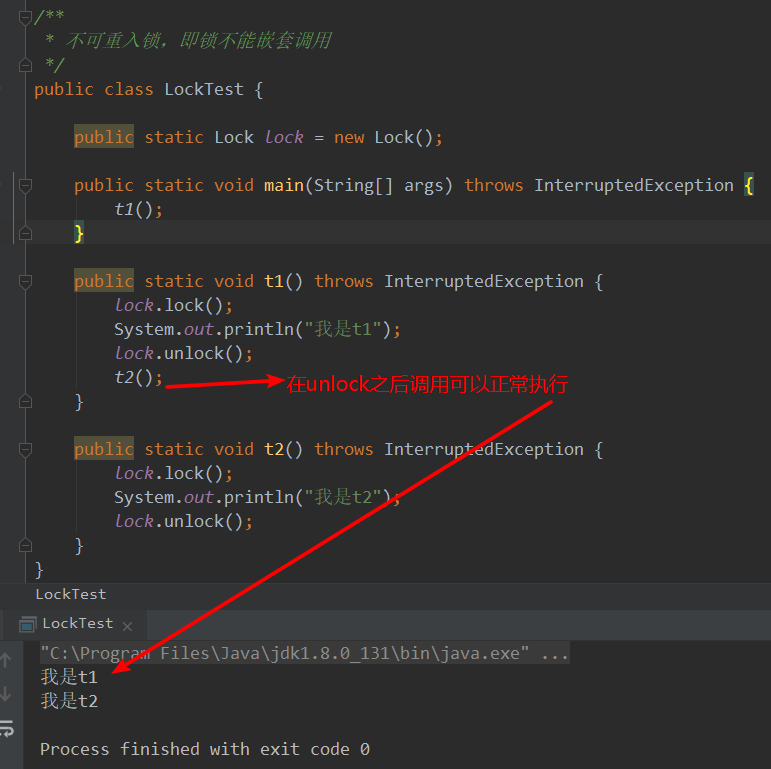 /**
* 不可重入锁，即锁不能嵌套调用
*/
public class LockTest {
public static Lock lock = new Lock();
public static void main(String[] args) throws InterruptedException {
t1();
}
public static void t1() throws InterruptedException {
lock.lock();
System.out.println("我是t1");
lock.unlock();
t2(); 在unlock之后调用可以正常执行
}
public static void t2() throws InterruptedException {
lock.lock();
System.out.println("我是t2");
lock.unlock();
}
}
LockTest
LockTest ×
"C:\Program Files\Java\jdk1.8.0_131\bin\java.exe" ...
我是t1
我是t2
Process finished with exit code 0